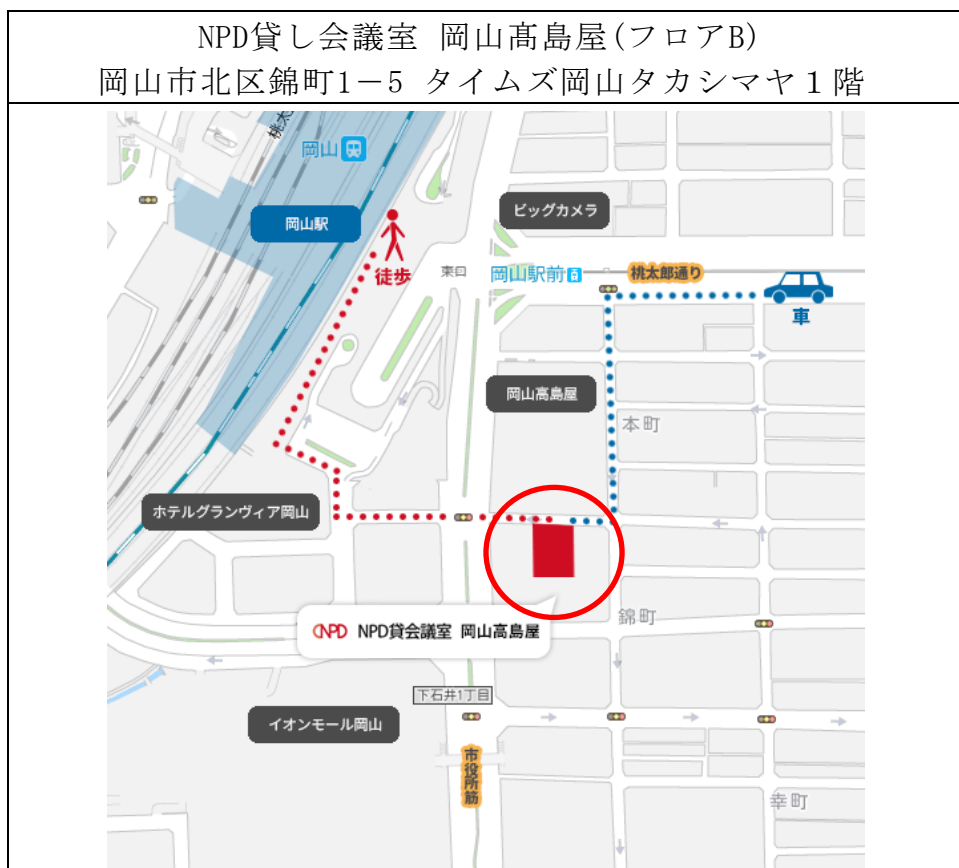 NPD貸し会議室 岡山髙島屋(フロアB)
岡山市北区錦町1−5 タイムズ岡山タカシマヤ１階
桃太
岡山
ビッグカメラ
岡山駅
徒歩
東口
岡山駅前
桃太郎通り
車
岡山高島屋
本町
ホテルグランヴィア岡山
錦町
NPD NPD貸会議室 岡山高島屋
下石井1丁目
イオンモール岡山
市役所筋
幸町